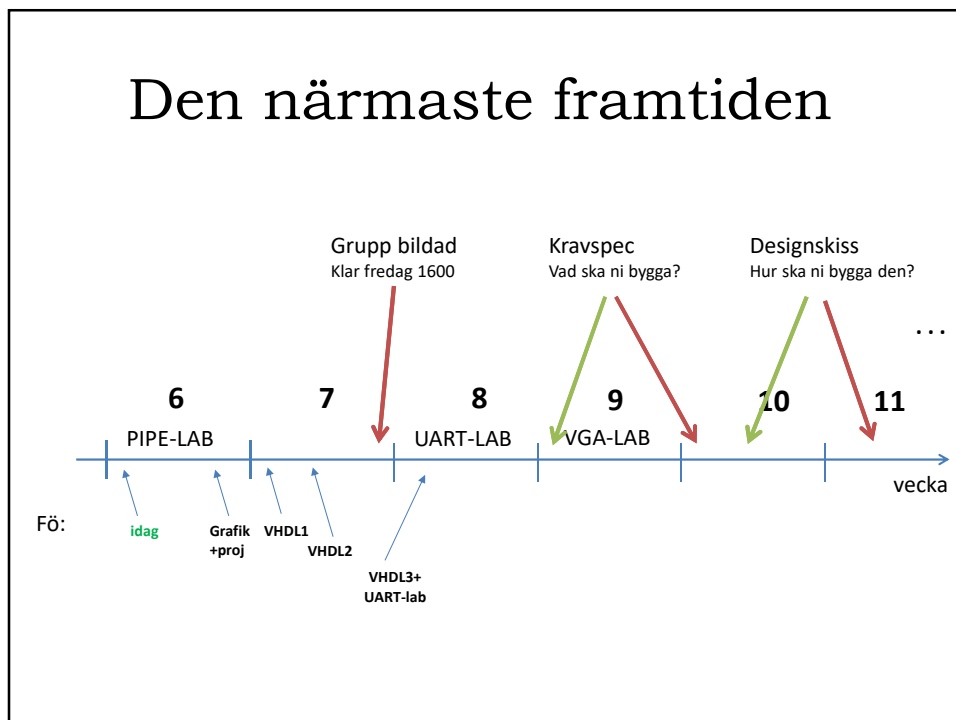 Den närmaste framtiden
Grupp bildad
Klar fredag 1600
Kravspec
Vad ska ni bygga?
Designskiss
Hur ska ni bygga den?
...
6
7
8
9
10
11
PIPE-LAB
UART-LAB
VGA-LAB
vecka
Fö:
idag
Grafik
+proj
VHDL1
VHDL2
VHDL3+
UART-lab